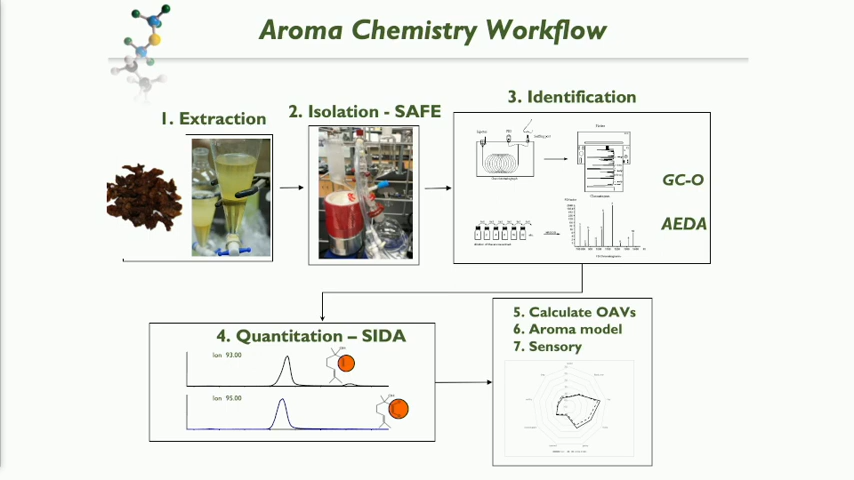 Aroma Chemistry Workflow
1. Extraction
2. Isolation - SAFE
3. Identification
GC-O
AEDA
4. Quantitation – SIDA
Ion 93.00
Ion 95.00
5. Calculate OAVs
6. Aroma model
7. Sensory